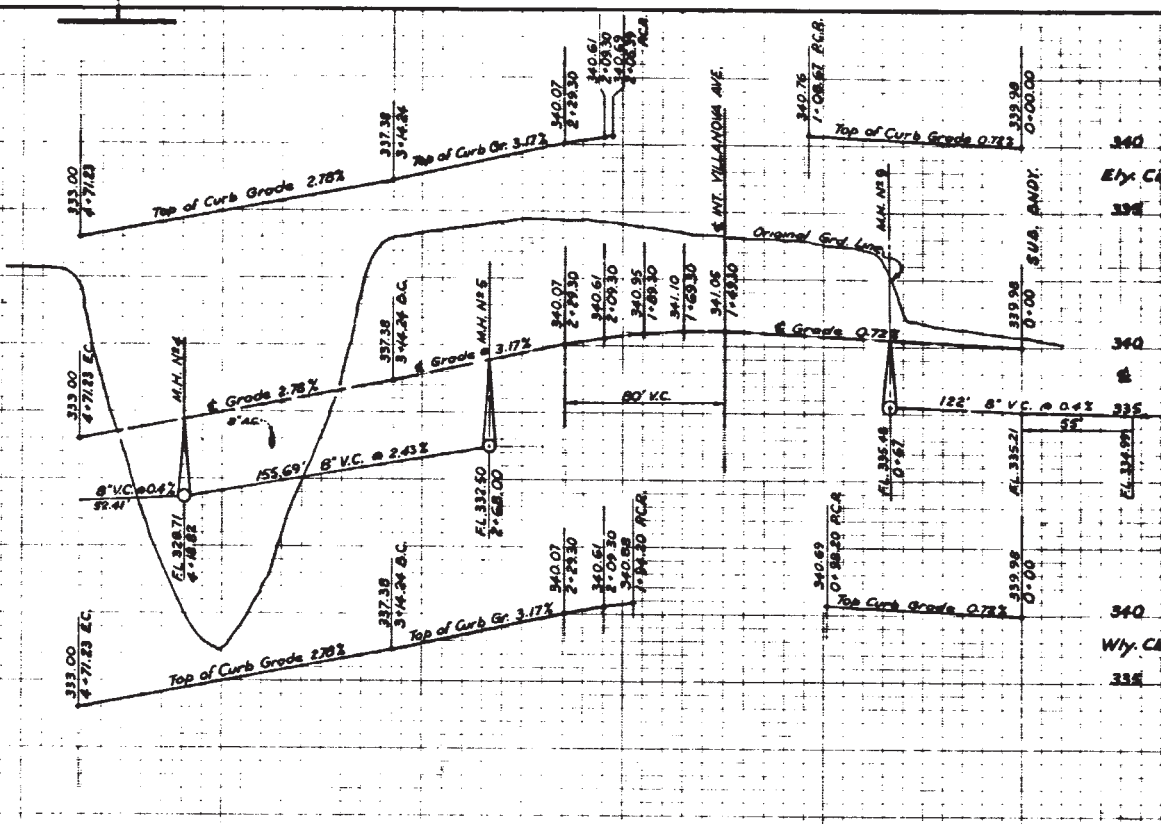 333.00
4+71.23
Top of Curb Grade 2.78%
337.38
3+14.24
Top of Curb Gr. 3.17%
340.07
2+29.30
340.61
2+09.30
340.69
P.C.R.
¢ INT. VILLANOVA AVE.
340.76
1+08.67 P.C.R.
Top of Curb Grade 0.72%
339.98
0+00.00
340
Ely.
335
SUB. BNDY.
M.H. Nº 9
Original Grd. Line
333.00
4+71.23 E.C.
M.H. Nº 4
¢ Grade 2.78%
8" A.C.
337.38
3+14.24 B.C.
¢ Grade @ 3.17%
M.H. Nº 5
340.07
2+29.30
340.61
2+09.30
340.95
1+89.30
341.10
1+69.30
341.06
1+49.30
¢ Grade 0.72%
339.98
0+00
340
¢
335
80' V.C.
8" V.C. @ 0.4%
52.41'
155.69' 8" V.C. @ 2.43%
122' 8" V.C. @ 0.4%
55'
F.L. 328.71
4+18.82
F.L. 332.50
2+68.00
F.L. 335.48
0+67
F.L. 335.21
F.L. 334.99
333.00
4+71.23 E.C.
Top of Curb Grade 2.78%
337.38
3+14.24 B.C.
Top of Curb Gr. 3.17%
340.07
2+29.30
340.61
2+09.30
340.88
1+94.20 P.C.R.
340.69
0+98.20 P.C.R.
Top Curb Grade 0.72%
339.98
0+00
340
Wly.
335